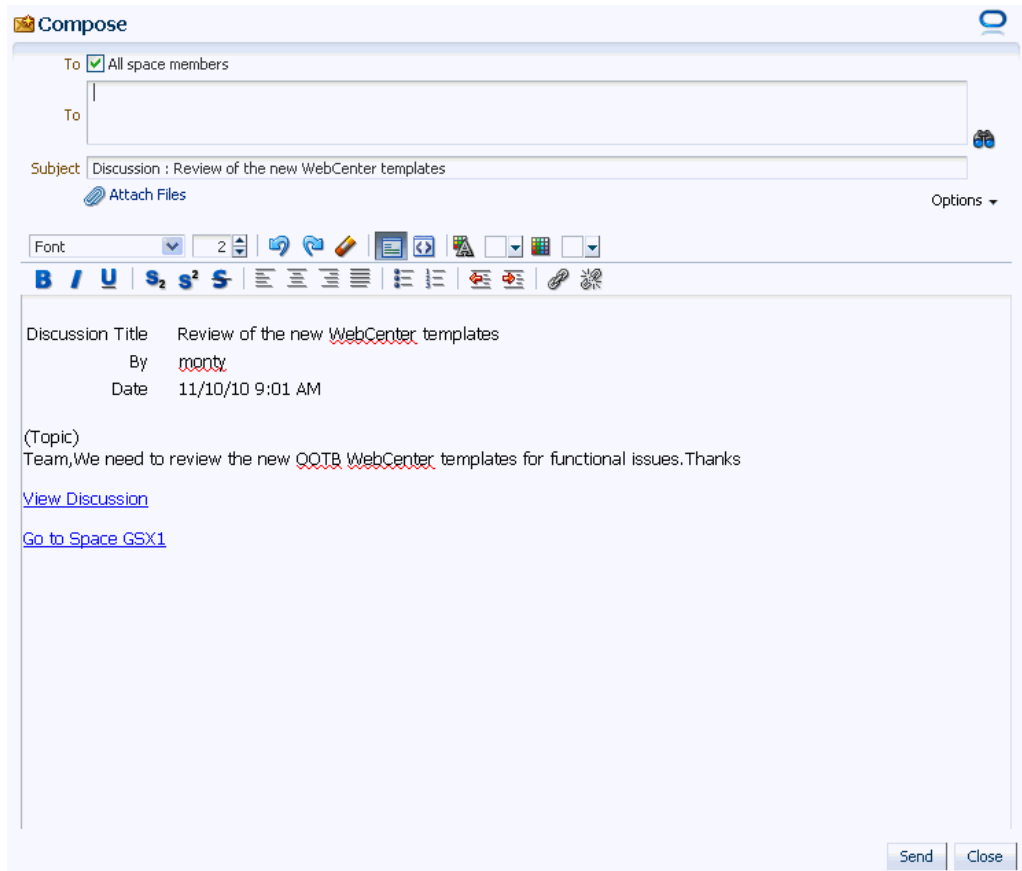 Compose
To All space members
To
Subject Discussion : Review of the new WebCenter templates
Attach Files
Options
Font 2
B I U S2 S2 S
Discussion Title Review of the new WebCenter templates
By monty
Date 11/10/10 9:01 AM
(Topic)
Team,We need to review the new OOTB WebCenter templates for functional issues.Thanks
View Discussion
Go to Space GSX1
Send Close